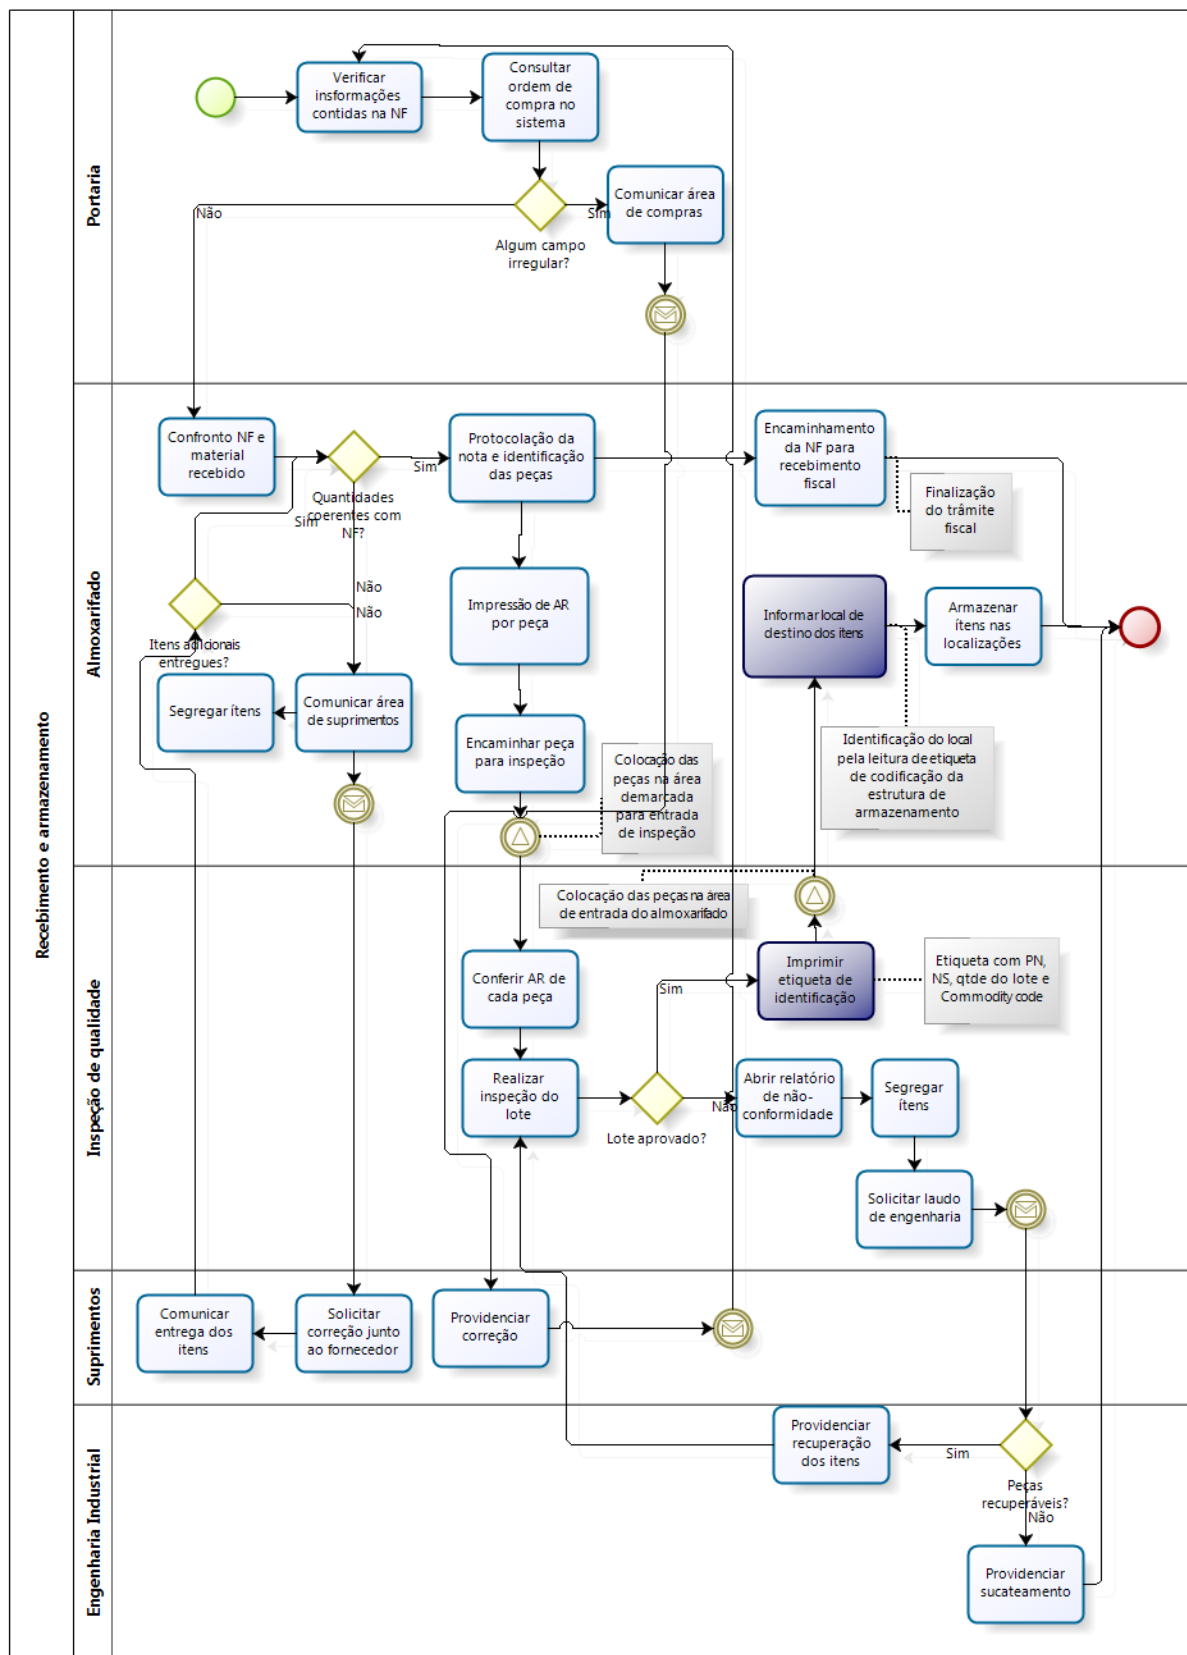 Recebimento e armazenamento
Portaria
Verificar
insformações
contidas na NF
Consultar
ordem de
compra no
sistema
Comunicar área
de compras
Não
Sim
Algum campo
irregular?
Almoxarifado
Confronto NF e
material
recebido
Quantidades
coerentes com
NF?
Sim
Sim
Protocolação da
nota e identificação
das peças
Encaminhamento
da NF para
recebimento
fiscal
Finalização
do trâmite
fiscal
Não
Não
Itens adicionais
entregues?
Impressão de AR
por peça
Informar local de
destino dos itens
Armazenar
ítens nas
localizações
Segregar ítens
Comunicar área
de suprimentos
Encaminhar peça
para inspeção
Colocação das
peças na área
demarcada
para entrada
de inspeção
Identificação do local
pela leitura de etiqueta
de codificação da
estrutura de
armazenamento
Inspeção de qualidade
Colocação das peças na área
de entrada do almoxarifado
Conferir AR de
cada peça
Imprimir
etiqueta de
identificação
Etiqueta com PN,
NS, qtde do lote e
Commodity code
Sim
Realizar
inspeção do
lote
Lote aprovado?
Não
Abrir relatório
de não-
conformidade
Segregar
ítens
Solicitar laudo
de engenharia
Suprimentos
Comunicar
entrega dos
itens
Solicitar
correção junto
ao fornecedor
Providenciar
correção
Engenharia Industrial
Providenciar
recuperação
dos itens
Sim
Peças
recuperáveis?
Não
Providenciar
sucateamento